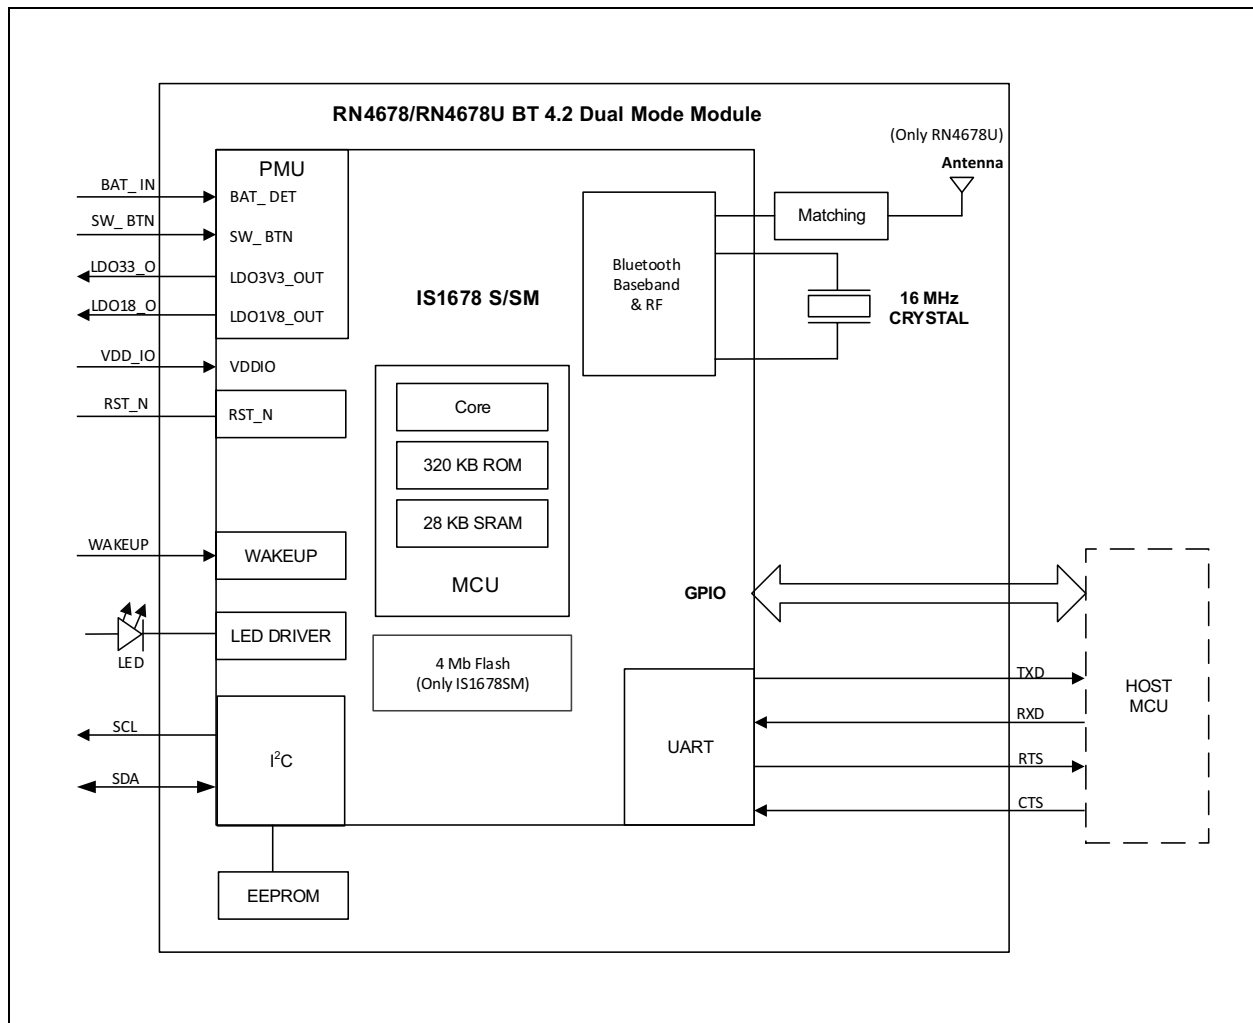 RN4678/RN4678U BT 4.2 Dual Mode Module
(Only RN4678U)
Antenna
PMU
BAT_ IN
BAT_ DET
SW_ BTN
SW_ BTN
LDO33_O
LDO3V3_OUT
LDO18_O
LDO1V8_OUT
VDD_IO
VDDIO
RST_N
RST_N
IS1678 S/SM
Bluetooth
Baseband
& RF
Matching
16 MHz
CRYSTAL
Core
320 KB ROM
28 KB SRAM
MCU
WAKEUP
WAKEUP
LED DRIVER
LED
4 Mb Flash
(Only IS1678SM)
GPIO
SCL
SDA
I²C
EEPROM
UART
TXD
RXD
RTS
CTS
HOST
MCU